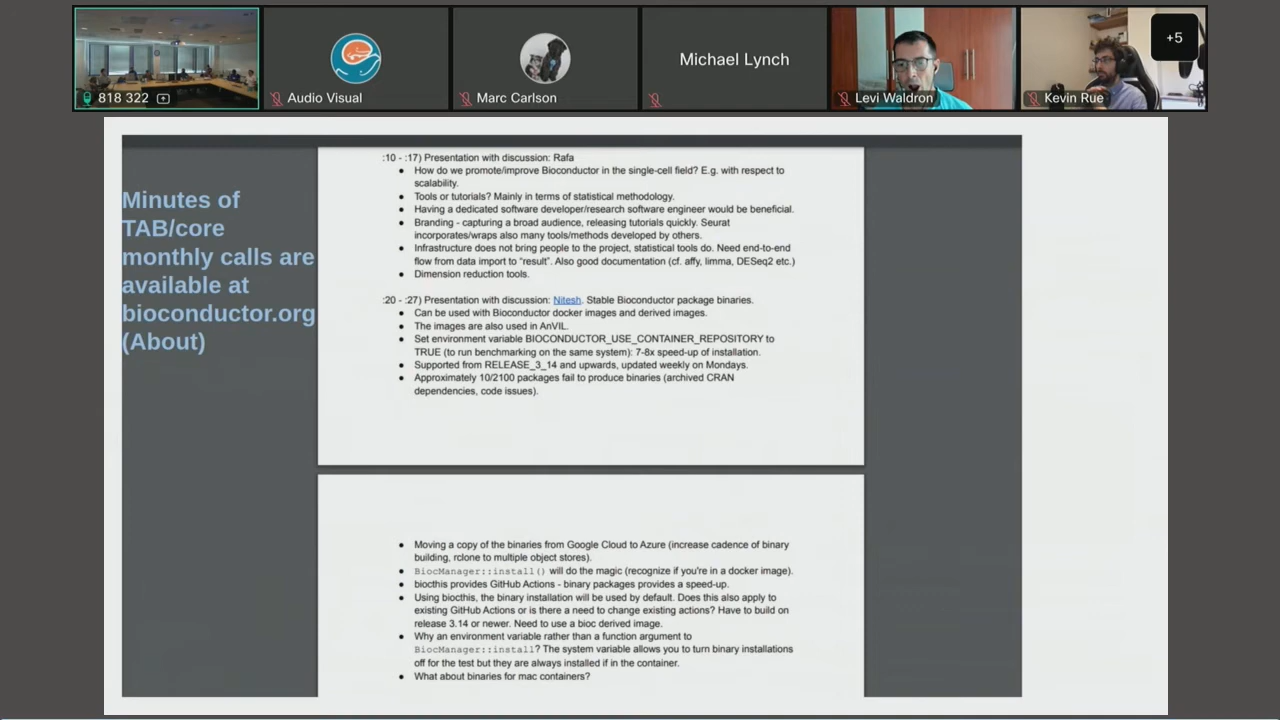 818 322
Audio Visual
Marc Carlson
Michael Lynch
Levi Waldron
Kevin Rue
+5
Minutes of
TAB/core
monthly calls are
available at
bioconductor.org
(About)
:10 - :17) Presentation with discussion: Rafa
● How do we promote/improve Bioconductor in the single-cell field? E.g. with respect to
scalability.
● Tools or tutorials? Mainly in terms of statistical methodology.
● Having a dedicated software developer/research software engineer would be beneficial.
● Branding - capturing a broad audience, releasing tutorials quickly. Seurat
incorporates/wraps also many tools/methods developed by others.
● Infrastructure does not bring people to the project, statistical tools do. Need end-to-end
flow from data import to “result”. Also good documentation (cf. affy, limma, DESeq2 etc.)
● Dimension reduction tools.
:20 - :27) Presentation with discussion: Nitesh. Stable Bioconductor package binaries.
● Can be used with Bioconductor docker images and derived images.
● The images are also used in AnVIL.
● Set environment variable BIOCONDUCTOR_USE_CONTAINER_REPOSITORY to
TRUE (to run benchmarking on the same system): 7-8x speed-up of installation.
● Supported from RELEASE_3_14 and upwards, updated weekly on Mondays.
● Approximately 10/2100 packages fail to produce binaries (archived CRAN
dependencies, code issues).
● Moving a copy of the binaries from Google Cloud to Azure (increase cadence of binary
building, rclone to multiple object stores).
● BiocManager::install() will do the magic (recognize if you're in a docker image).
● biocthis provides GitHub Actions - binary packages provides a speed-up.
● Using biocthis, the binary installation will be used by default. Does this also apply to
existing GitHub Actions or is there a need to change existing actions? Have to build on
release 3.14 or newer. Need to use a bioc derived image.
● Why an environment variable rather than a function argument to
BiocManager::install? The system variable allows you to turn binary installations
off for the test but they are always installed if in the container.
● What about binaries for mac containers?